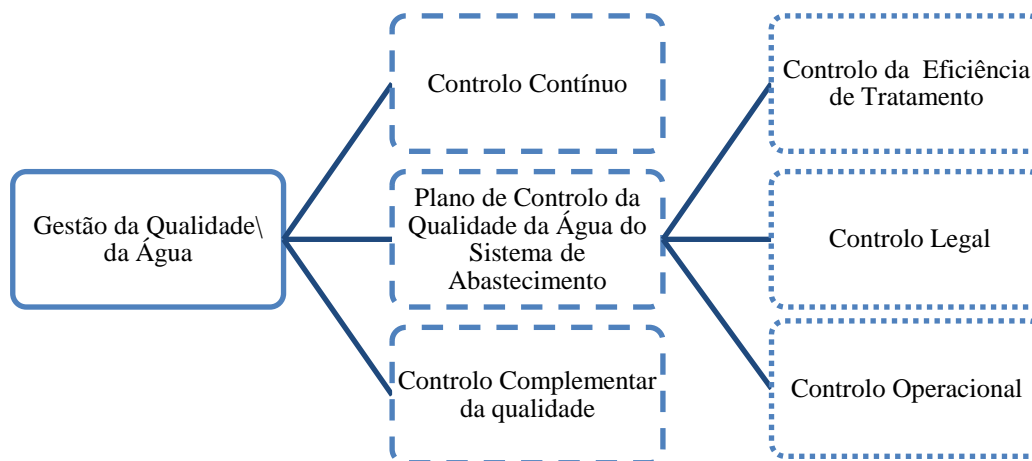 Gestão da Qualidade\
da Água
Controlo Contínuo
Plano de Controlo da
Qualidade da Água do
Sistema de
Abastecimento
Controlo Complementar
da qualidade
Controlo da Eficiência
de Tratamento
Controlo Legal
Controlo Operacional